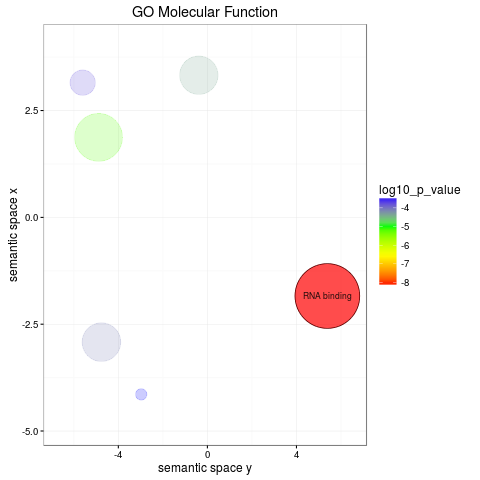 GO Molecular Function
2.5
0.0
-2.5
-5.0
semantic space x
-4
0
4
semantic space y
RNA binding
log10_p_value
-4
-5
-6
-7
-8